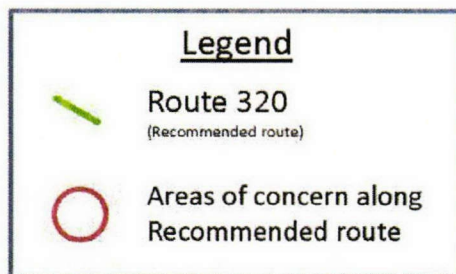 Legend
Route 320
(Recommended route)
Areas of concern along
Recommended route